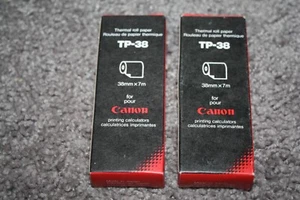 Thermal roll paper
Rouleau de papier thermique
TP-38
38mm x 7m
for
pour
Canon
printing calculators
calculatrices imprimantes
Thermal roll paper
Rouleau de papier thermique
TP-38
38mm x 7m
for
pour
Canon
printing calculators
calculatrices imprimantes